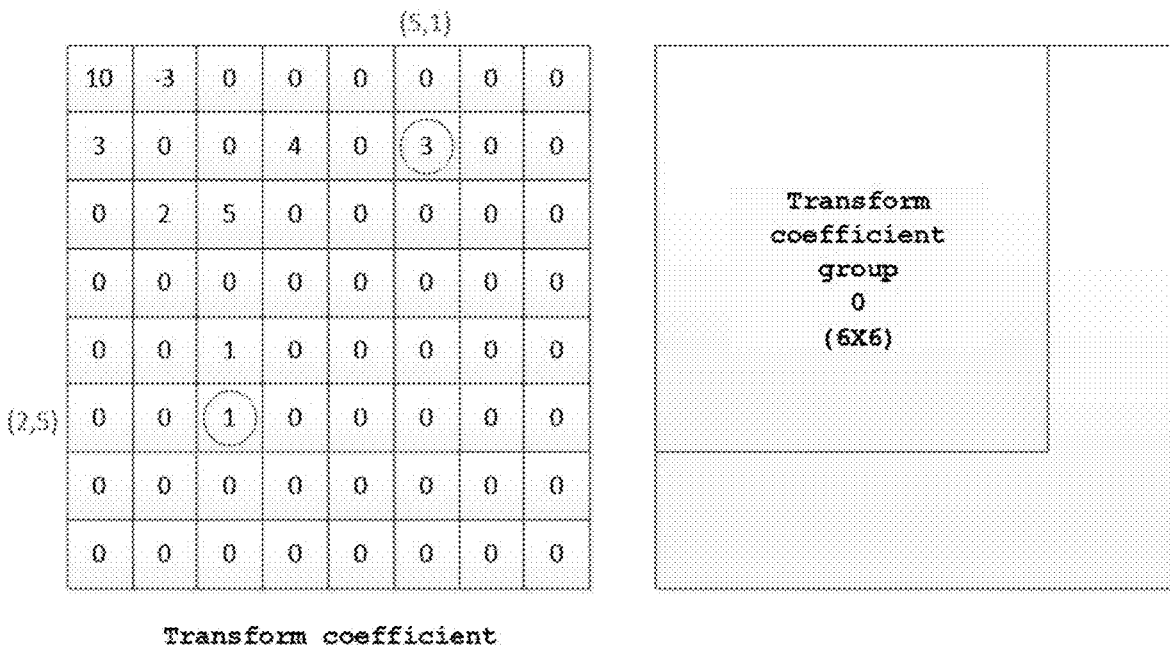 (5,1)
10 -3 0 0 0 0 0 0
3 0 0 4 0 3 0 0
0 2 5 0 0 0 0 0
0 0 0 0 0 0 0 0
0 0 1 0 0 0 0 0
(2,5) 0 0 1 0 0 0 0 0
0 0 0 0 0 0 0 0
0 0 0 0 0 0 0 0
Transform coefficient
Transform
coefficient
group
0
(6X6)